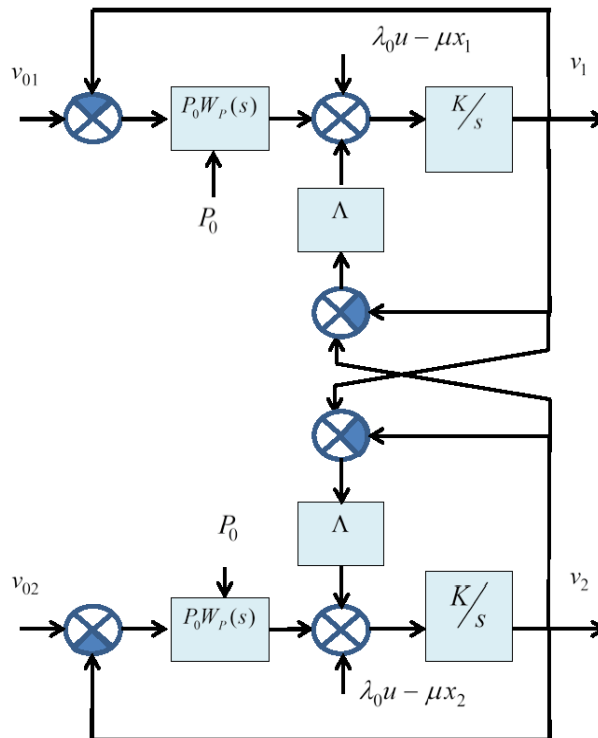 λ₀u − μx₁
v₀₁
v₁
P₀W_P(s)
K/s
P₀
Λ
Λ
P₀
v₀₂
v₂
P₀W_P(s)
K/s
λ₀u − μx₂